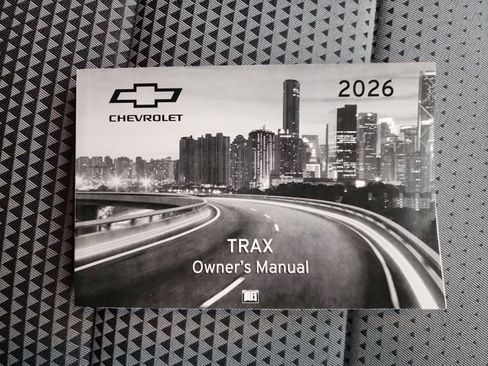 2026
CHEVROLET
TRAX
Owner's Manual